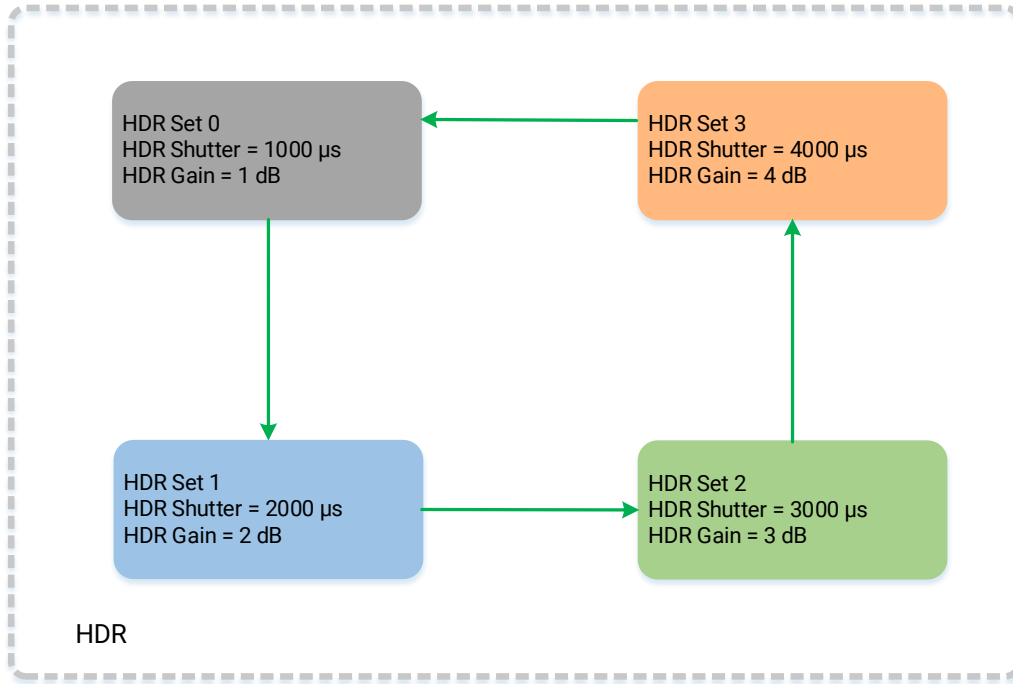 HDR Set 0
HDR Shutter = 1000 µs
HDR Gain = 1 dB
HDR Set 3
HDR Shutter = 4000 µs
HDR Gain = 4 dB
HDR Set 1
HDR Shutter = 2000 µs
HDR Gain = 2 dB
HDR Set 2
HDR Shutter = 3000 µs
HDR Gain = 3 dB
HDR